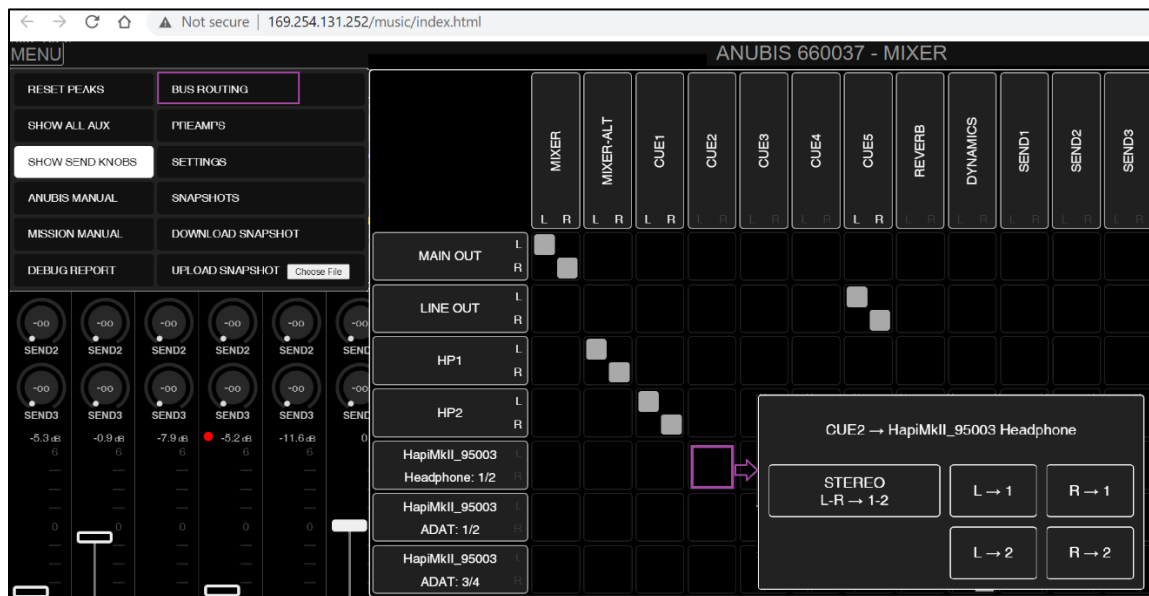 Not secure | 169.254.131.252/music/index.html
MENU
ANUBIS 660037 - MIXER
RESET PEAKS BUS ROUTING
SHOW ALL AUX PREAMPS
SHOW SEND KNOBS SETTINGS
ANUBIS MANUAL SNAPSHOTS
MISSION MANUAL DOWNLOAD SNAPSHOT
DEBUG REPORT UPLOAD SNAPSHOT Choose File
MIXER MIXER-ALT CUE1 CUE2 CUE3 CUE4 CUE5 REVERB DYNAMICS SEND1 SEND2 SEND3
L R L R L R L R L R L R L R L R L R L R L R L R
MAIN OUT L
R
LINE OUT L
R
HP1 L
R
HP2 L
R
HapiMkII_95003 L
Headphone: 1/2 R
HapiMkII_95003 L
ADAT: 1/2 R
HapiMkII_95003 L
ADAT: 3/4 R
-oo -oo -oo -oo -oo -oo
SEND2 SEND2 SEND2 SEND2 SEND2 SEND
-oo -oo -oo -oo -oo -oo
SEND3 SEND3 SEND3 SEND3 SEND3 SEND
-5.3 dB -0.9 dB -7.9 dB -5.2 dB -11.6 dB 0
6 6 6 6 6
0 0 0 0 0
CUE2 → HapiMkII_95003 Headphone
STEREO
L-R → 1-2
L → 1 R → 1
L → 2 R → 2